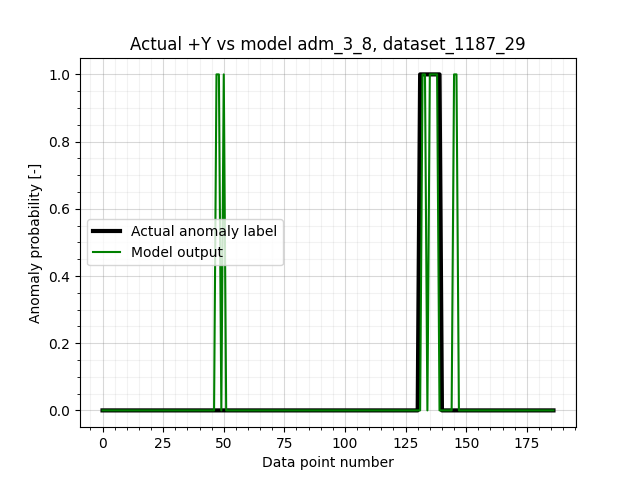 Actual +Y vs model adm_3_8, dataset_1187_29
1.0
0.8
0.6
0.4
0.2
0.0
Anomaly probability [-]
Actual anomaly label
Model output
0 25 50 75 100 125 150 175
Data point number